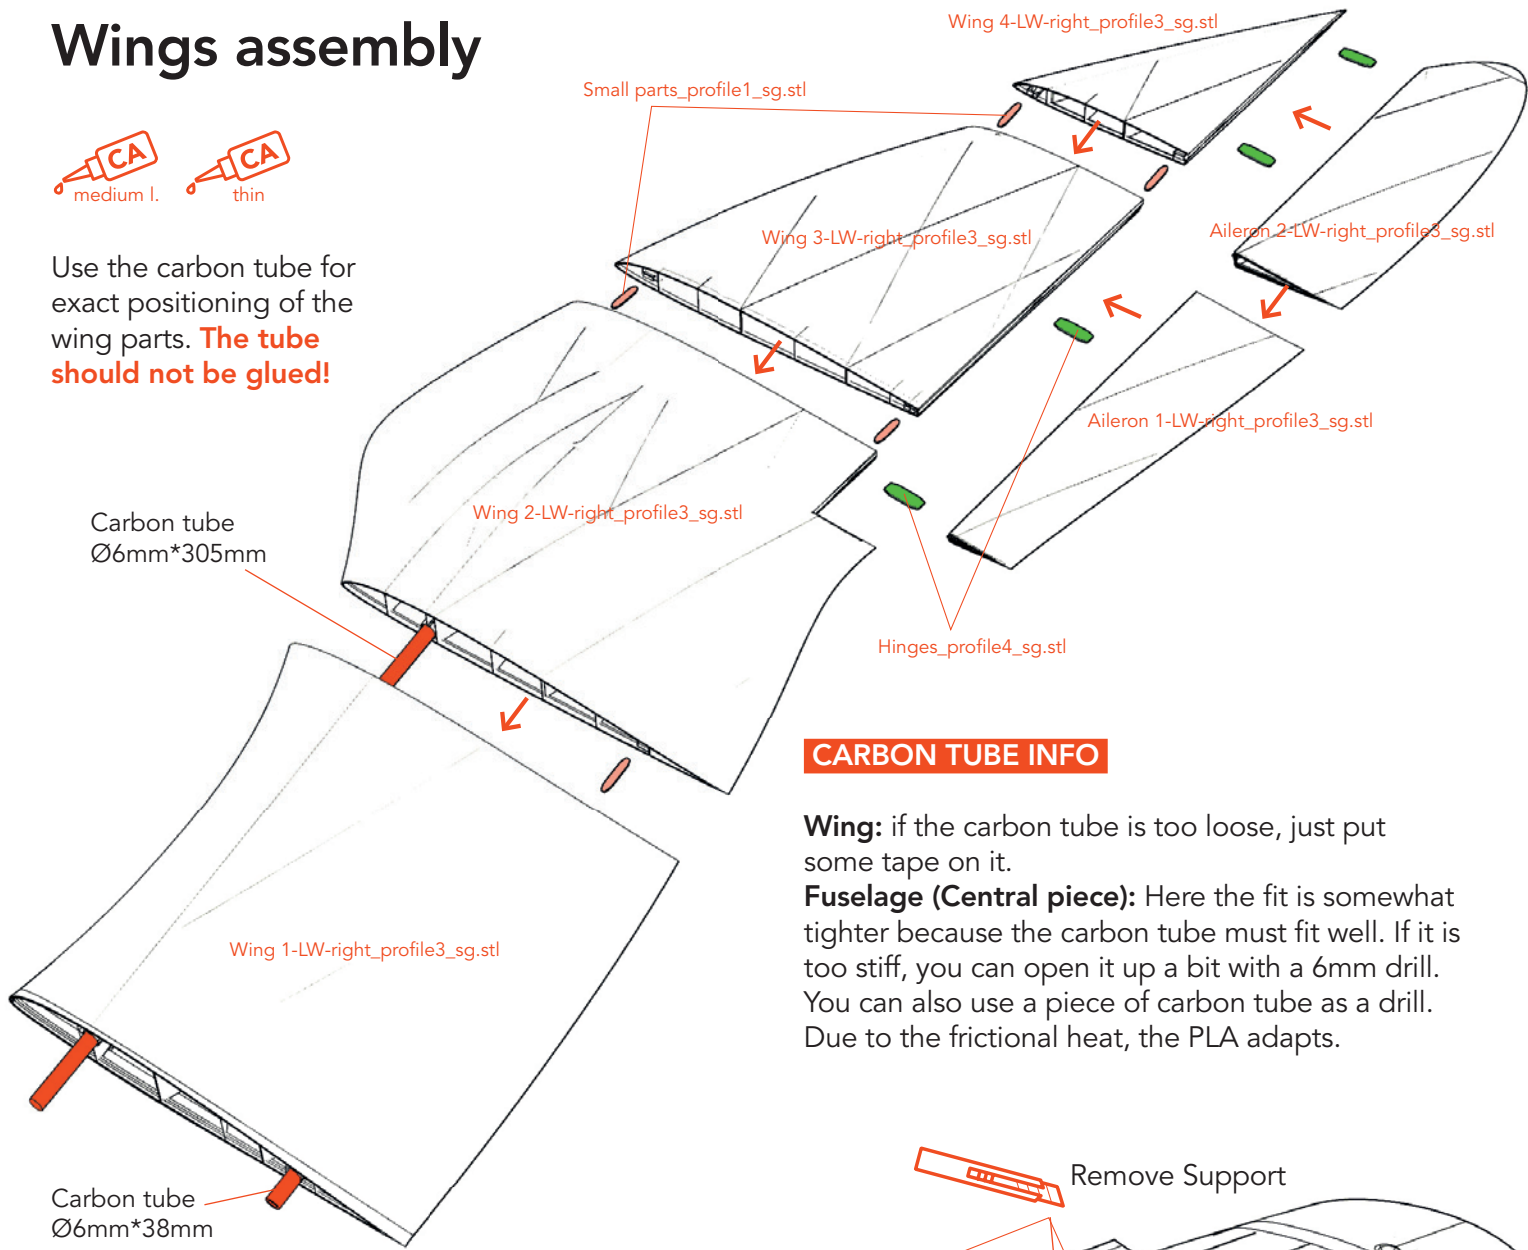 Wings assembly
Wing 4-LW-right_profile3_sg.stl
Small parts_profile1_sg.stl
CA
medium l.
CA
thin
Wing 3-LW-right_profile3_sg.stl
Aileron 2-LW-right_profile3_sg.stl
Use the carbon tube for
exact positioning of the
wing parts. The tube
should not be glued!
Aileron 1-LW-right_profile3_sg.stl
Wing 2-LW-right_profile3_sg.stl
Carbon tube
Ø6mm*305mm
Hinges_profile4_sg.stl
CARBON TUBE INFO
Wing: if the carbon tube is too loose, just put
some tape on it.
Fuselage (Central piece): Here the fit is somewhat
tighter because the carbon tube must fit well. If it is
too stiff, you can open it up a bit with a 6mm drill.
You can also use a piece of carbon tube as a drill.
Due to the frictional heat, the PLA adapts.
Wing 1-LW-right_profile3_sg.stl
Remove Support
Carbon tube
Ø6mm*38mm